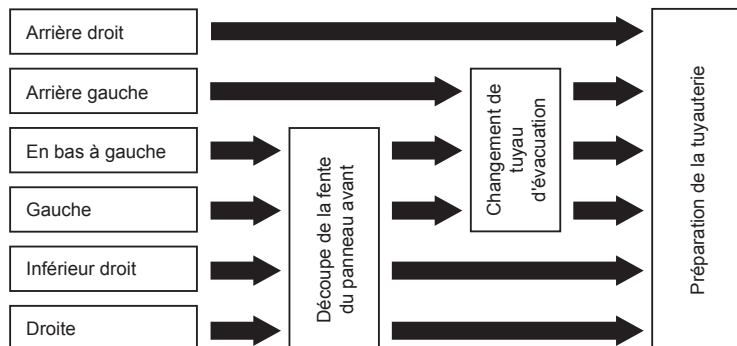 Arrière droit
Arrière gauche
En bas à gauche
Gauche
Inférieur droit
Droite
Découpe de la fente
du panneau avant
Changement de
tuyau
d'évacuation
Préparation de la tuyauterie